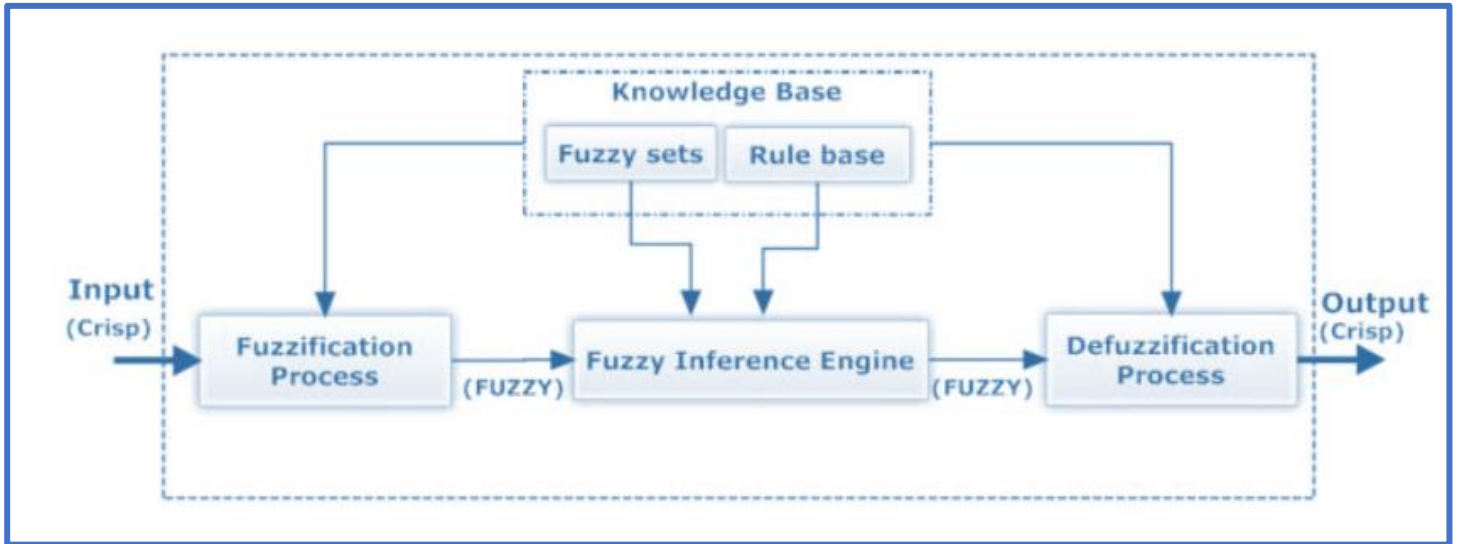 Knowledge Base
Fuzzy sets
Rule base
Input
(Crisp)
Fuzzification
Process
(FUZZY)
Fuzzy Inference Engine
(FUZZY)
Defuzzification
Process
Output
(Crisp)